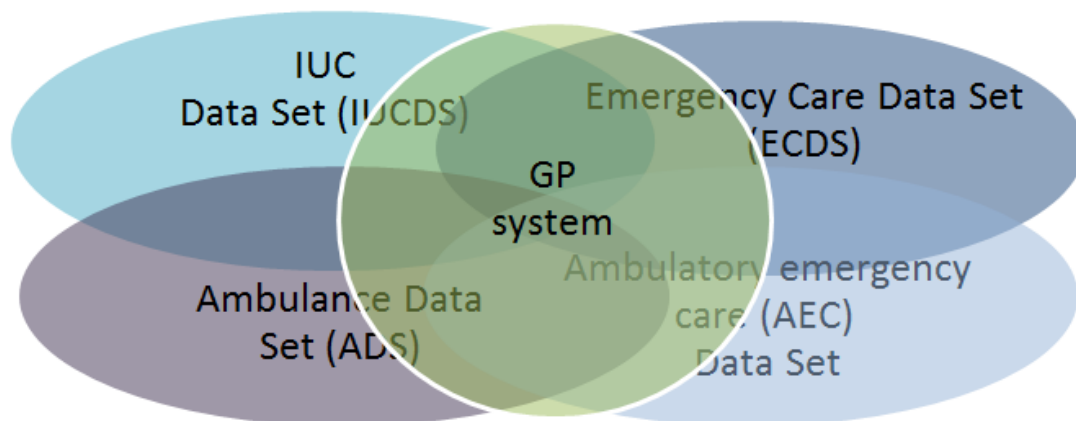 IUC
Data Set (IUCDS)
Emergency Care Data Set
(ECDS)
GP
system
Ambulance Data
Set (ADS)
Ambulatory emergency
care (AEC)
Data Set